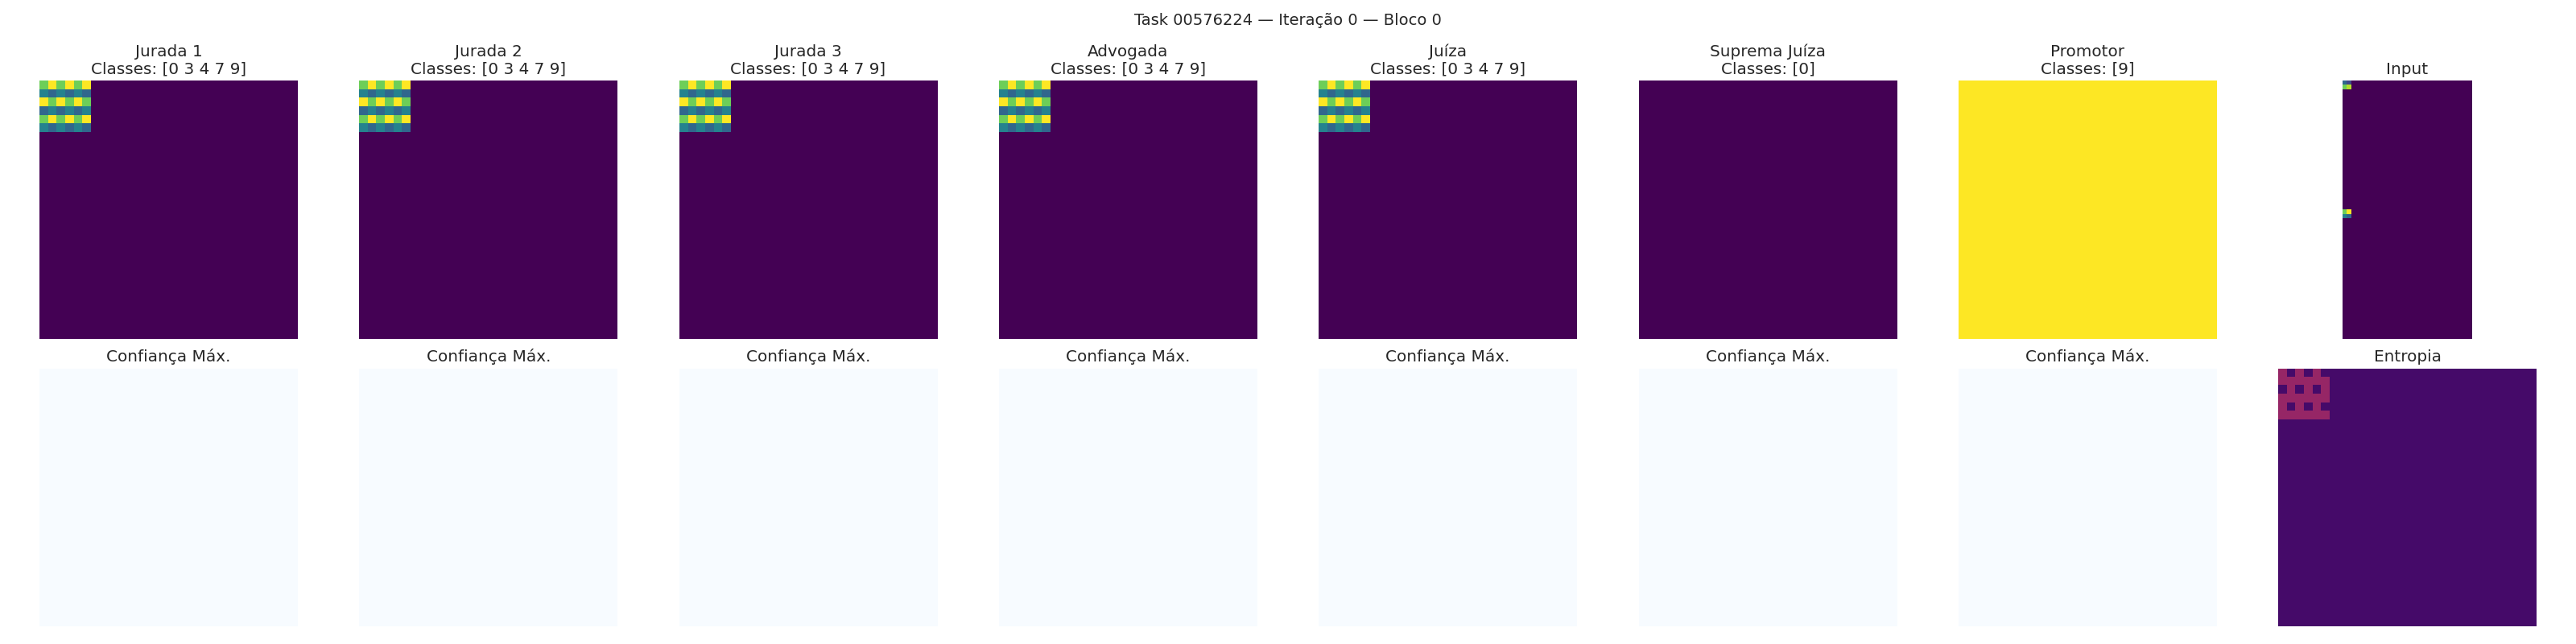 Task 00576224 — Iteração 0 — Bloco 0
Jurada 1
Classes: [0 3 4 7 9]
Jurada 2
Classes: [0 3 4 7 9]
Jurada 3
Classes: [0 3 4 7 9]
Advogada
Classes: [0 3 4 7 9]
Juíza
Classes: [0 3 4 7 9]
Suprema Juíza
Classes: [0]
Promotor
Classes: [9]
Input
Confiança Máx.
Confiança Máx.
Confiança Máx.
Confiança Máx.
Confiança Máx.
Confiança Máx.
Confiança Máx.
Entropia